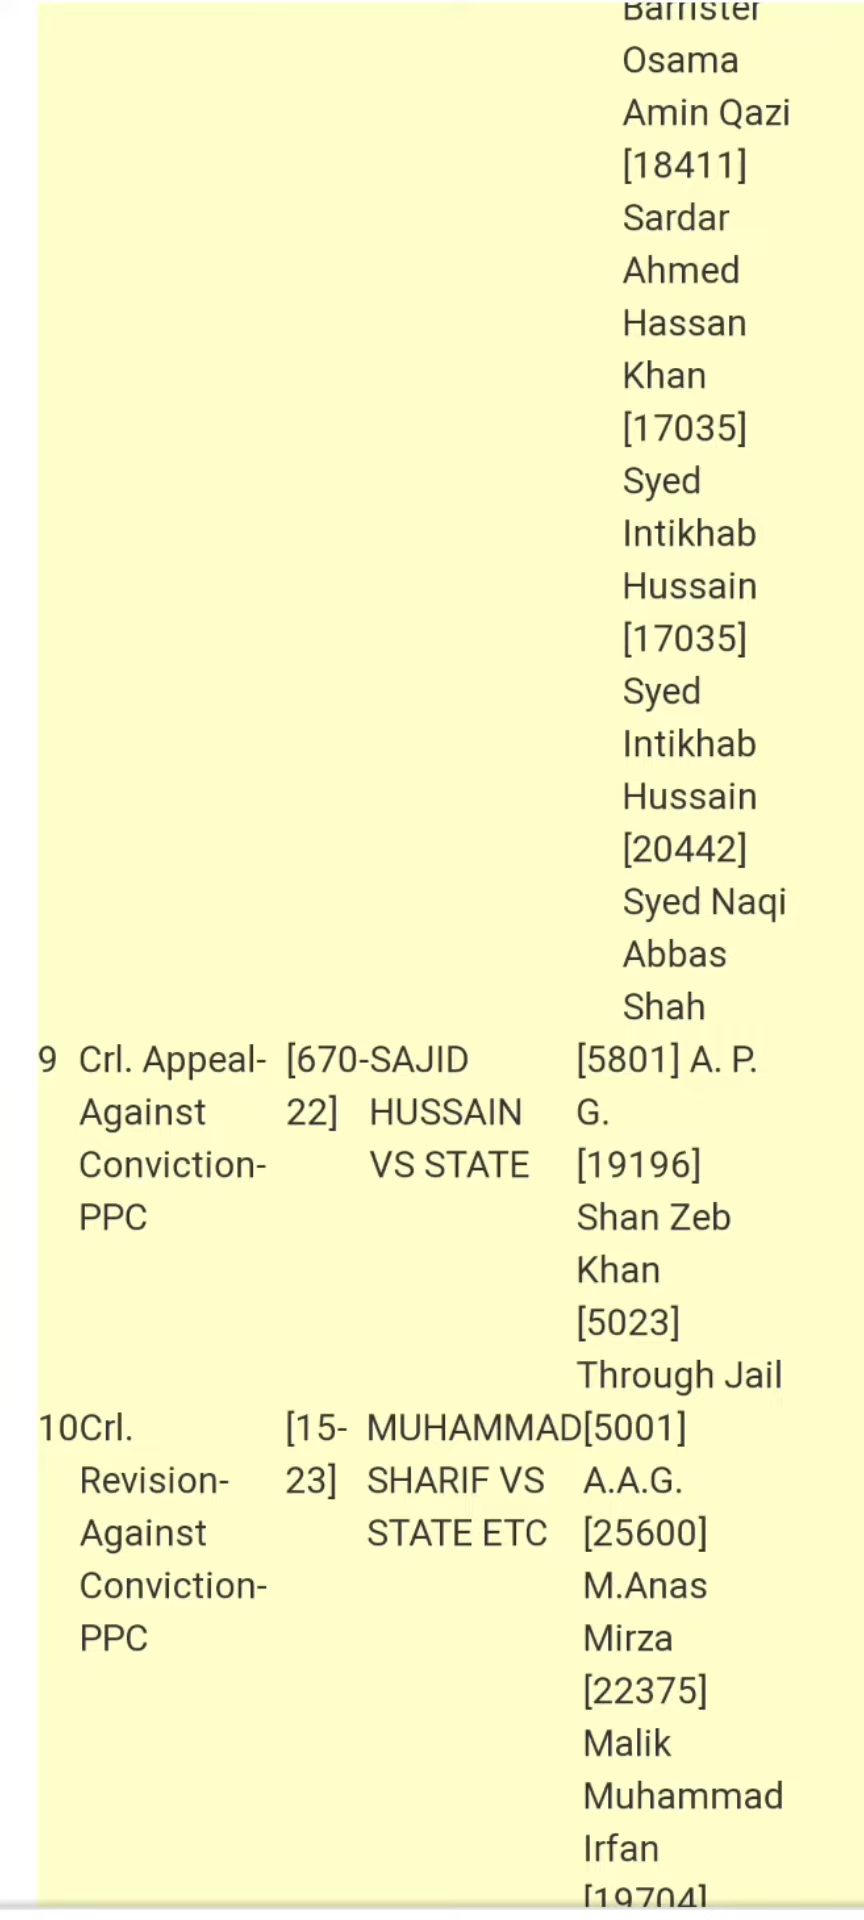 Barrister
Osama
Amin Qazi
[18411]
Sardar
Ahmed
Hassan
Khan
[17035]
Syed
Intikhab
Hussain
[17035]
Syed
Intikhab
Hussain
[20442]
Syed Naqi
Abbas
Shah
9 Crl. Appeal- [670- SAJID [5801] A. P.
Against 22] HUSSAIN G.
Conviction- VS STATE [19196]
PPC Shan Zeb
Khan
[5023]
Through Jail
10 Crl. [15- MUHAMMAD [5001]
Revision- 23] SHARIF VS A.A.G.
Against STATE ETC [25600]
Conviction- M.Anas
PPC Mirza
[22375]
Malik
Muhammad
Irfan
[19704]